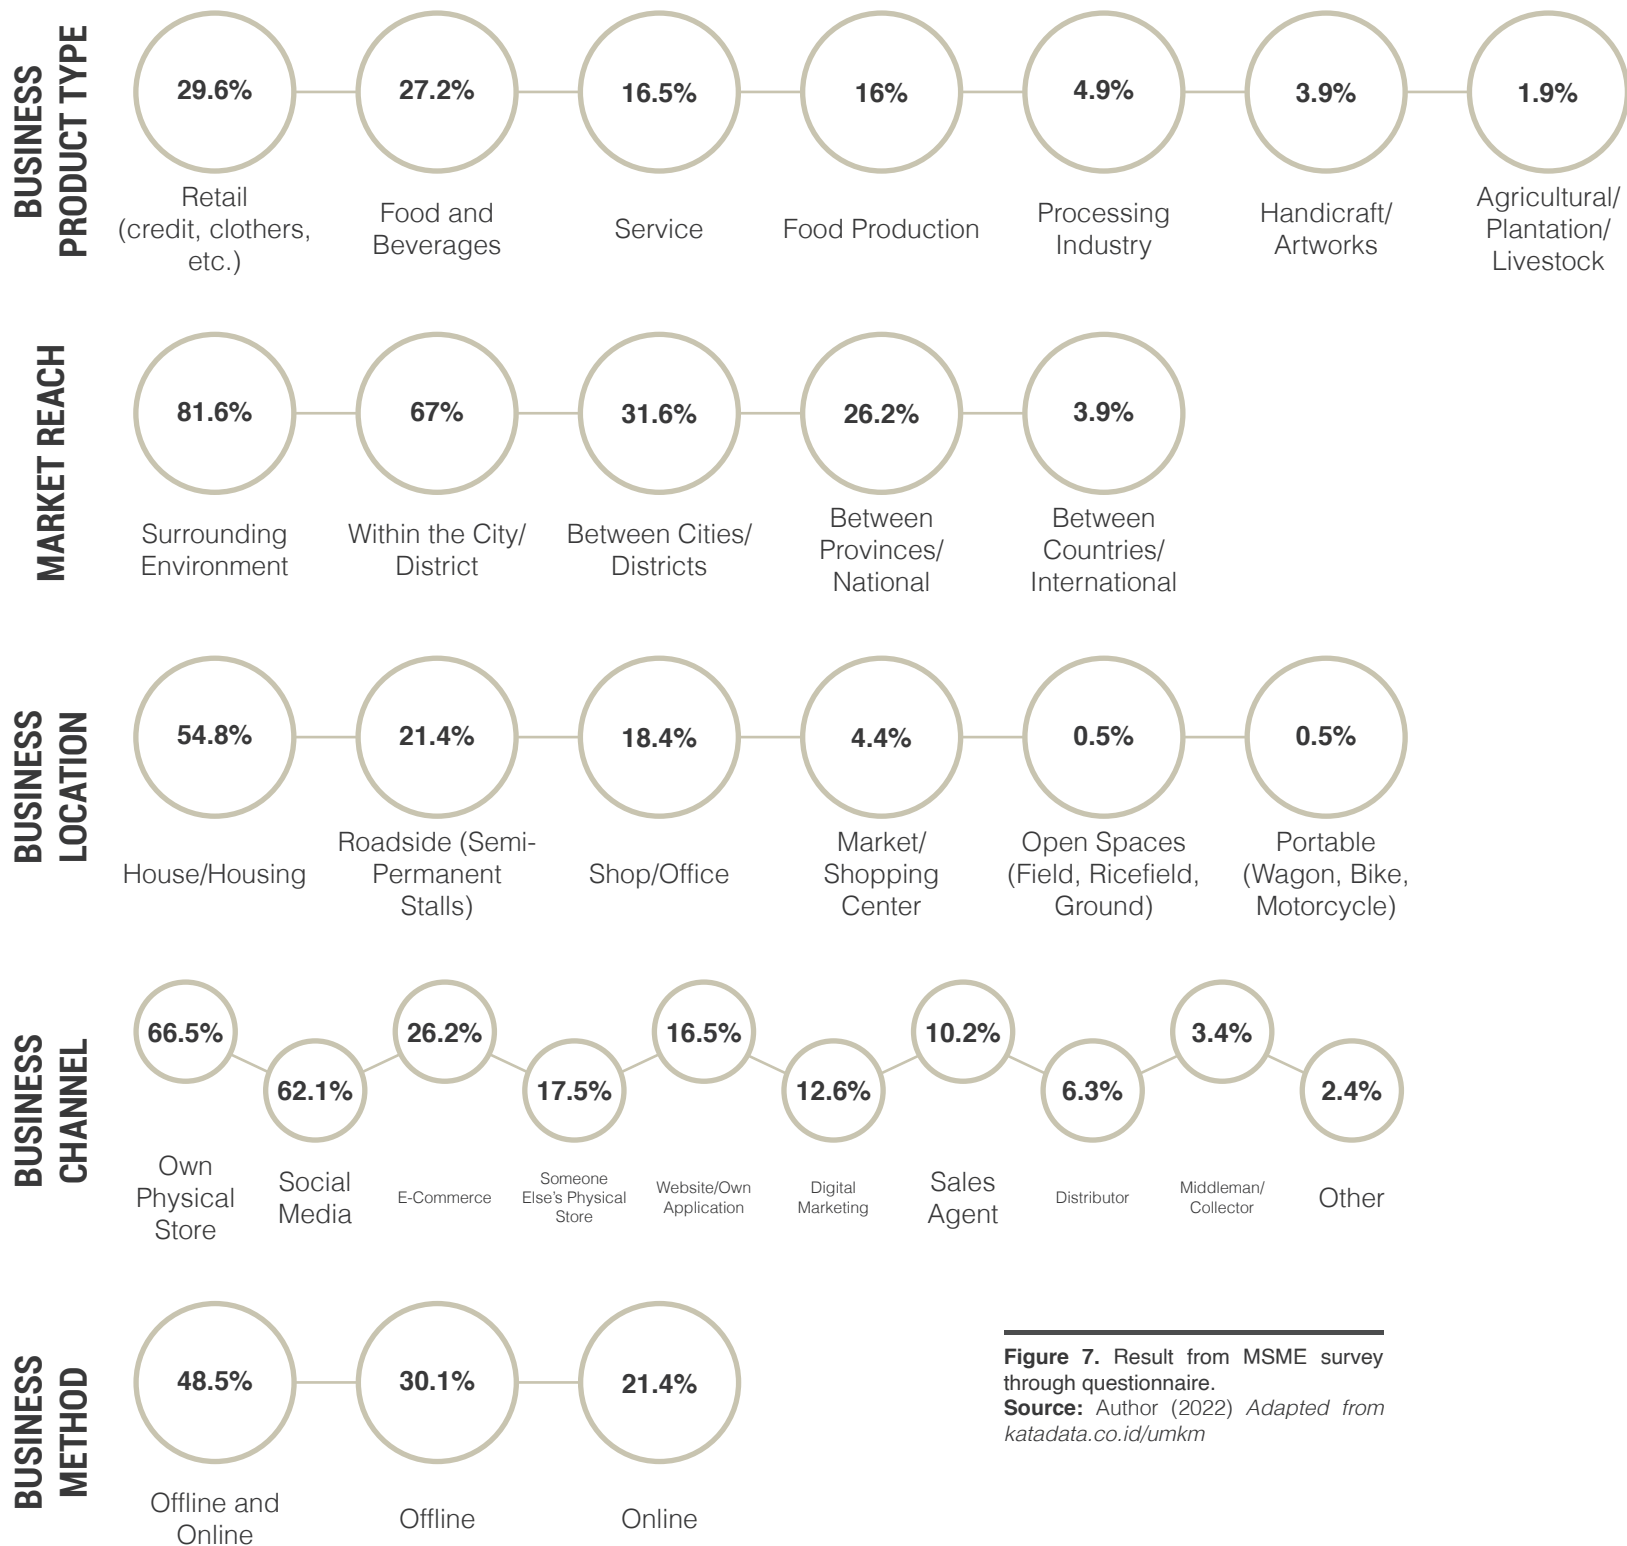 BUSINESS
PRODUCT TYPE
29.6%
27.2%
16.5%
16%
4.9%
3.9%
1.9%
Retail
(credit, clothers,
etc.)
Food and
Beverages
Service
Food Production
Processing
Industry
Handicraft/
Artworks
Agricultural/
Plantation/
Livestock
MARKET REACH
81.6%
67%
31.6%
26.2%
3.9%
Surrounding
Environment
Within the City/
District
Between Cities/
Districts
Between
Provinces/
National
Between
Countries/
International
BUSINESS
LOCATION
54.8%
21.4%
18.4%
4.4%
0.5%
0.5%
House/Housing
Roadside (Semi-
Permanent
Stalls)
Shop/Office
Market/
Shopping
Center
Open Spaces
(Field, Ricefield,
Ground)
Portable
(Wagon, Bike,
Motorcycle)
BUSINESS
CHANNEL
66.5%
62.1%
26.2%
17.5%
16.5%
12.6%
10.2%
6.3%
3.4%
2.4%
Own
Physical
Store
Social
Media
E-Commerce
Someone
Else's Physical
Store
Website/Own
Application
Digital
Marketing
Sales
Agent
Distributor
Middleman/
Collector
Other
BUSINESS
METHOD
48.5%
30.1%
21.4%
Offline and
Online
Offline
Online
Figure 7. Result from MSME survey
through questionnaire.
Source: Author (2022) Adapted from
katadata.co.id/umkm